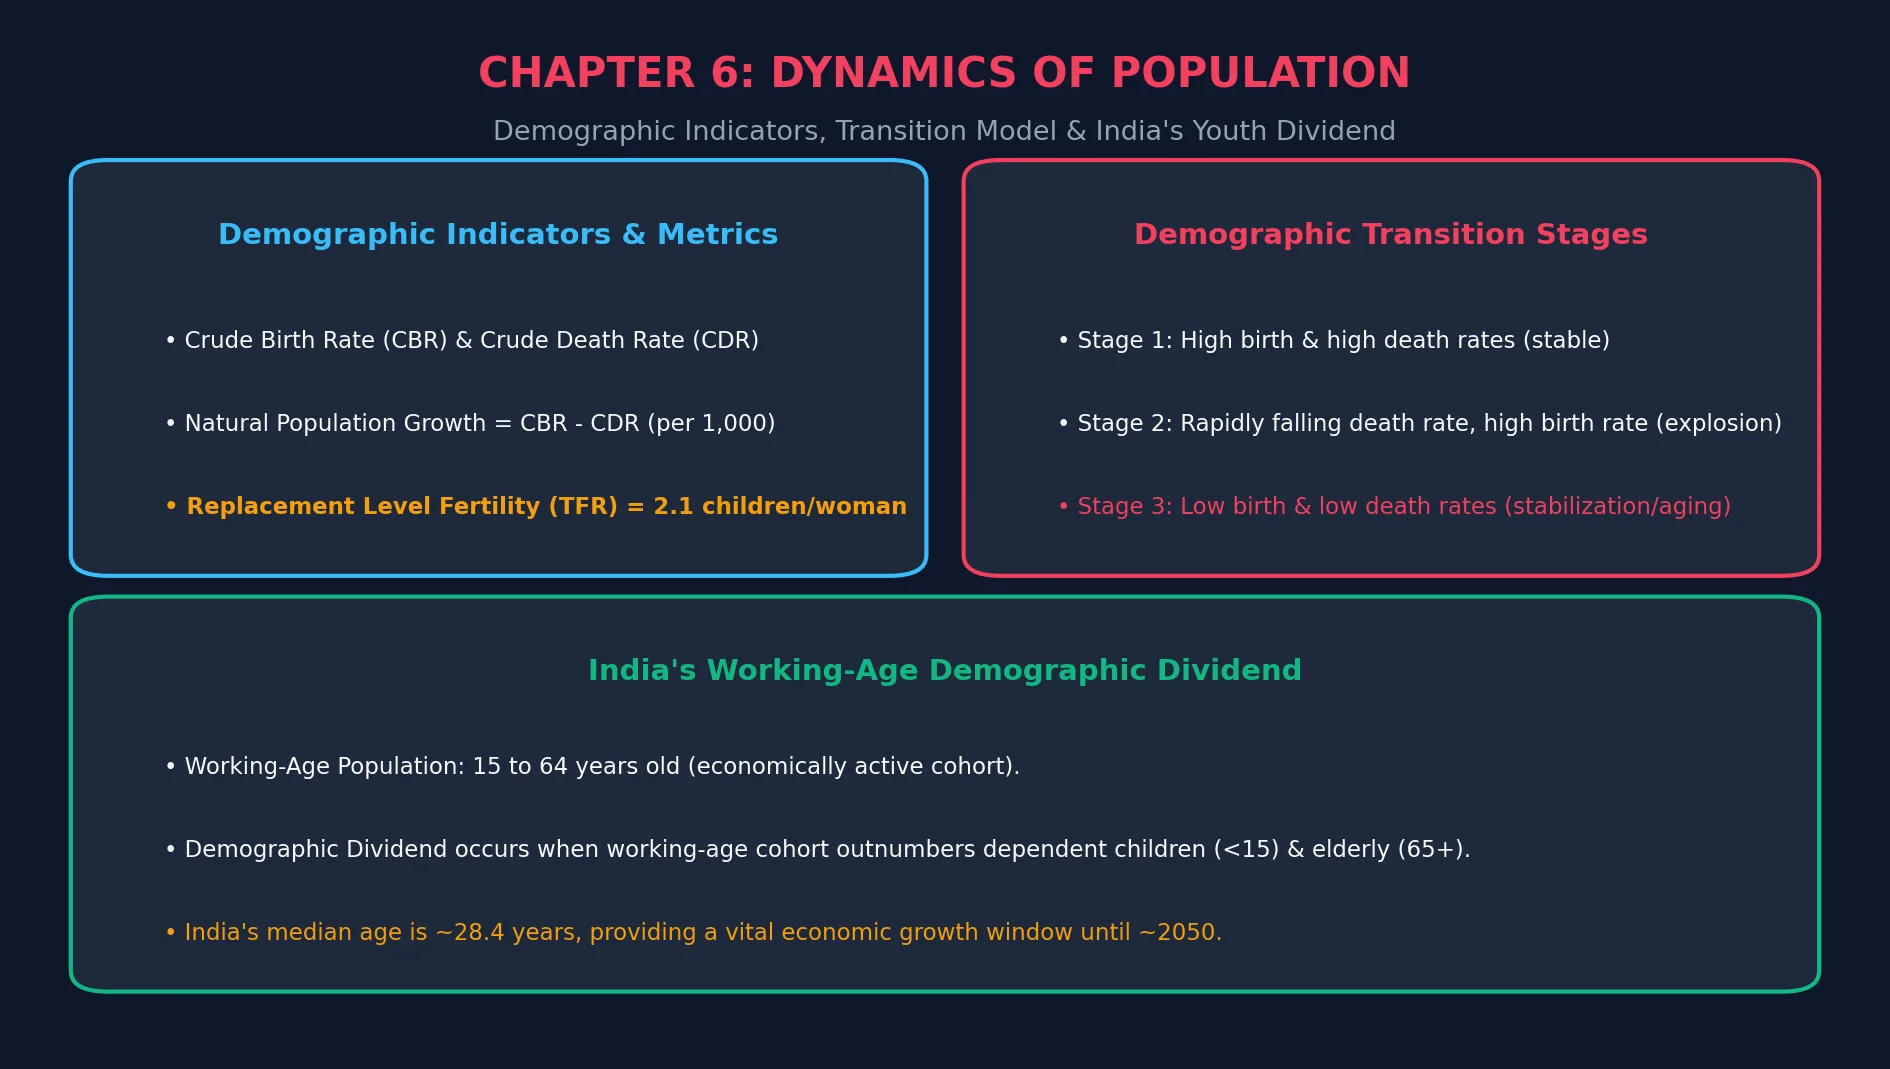 CHAPTER 6: DYNAMICS OF POPULATION
Demographic Indicators, Transition Model & India's Youth Dividend
Demographic Indicators & Metrics
• Crude Birth Rate (CBR) & Crude Death Rate (CDR)
• Natural Population Growth = CBR - CDR (per 1,000)
• Replacement Level Fertility (TFR) = 2.1 children/woman
Demographic Transition Stages
• Stage 1: High birth & high death rates (stable)
• Stage 2: Rapidly falling death rate, high birth rate (explosion)
• Stage 3: Low birth & low death rates (stabilization/aging)
India's Working-Age Demographic Dividend
• Working-Age Population: 15 to 64 years old (economically active cohort).
• Demographic Dividend occurs when working-age cohort outnumbers dependent children (<15) & elderly (65+).
• India's median age is ~28.4 years, providing a vital economic growth window until ~2050.